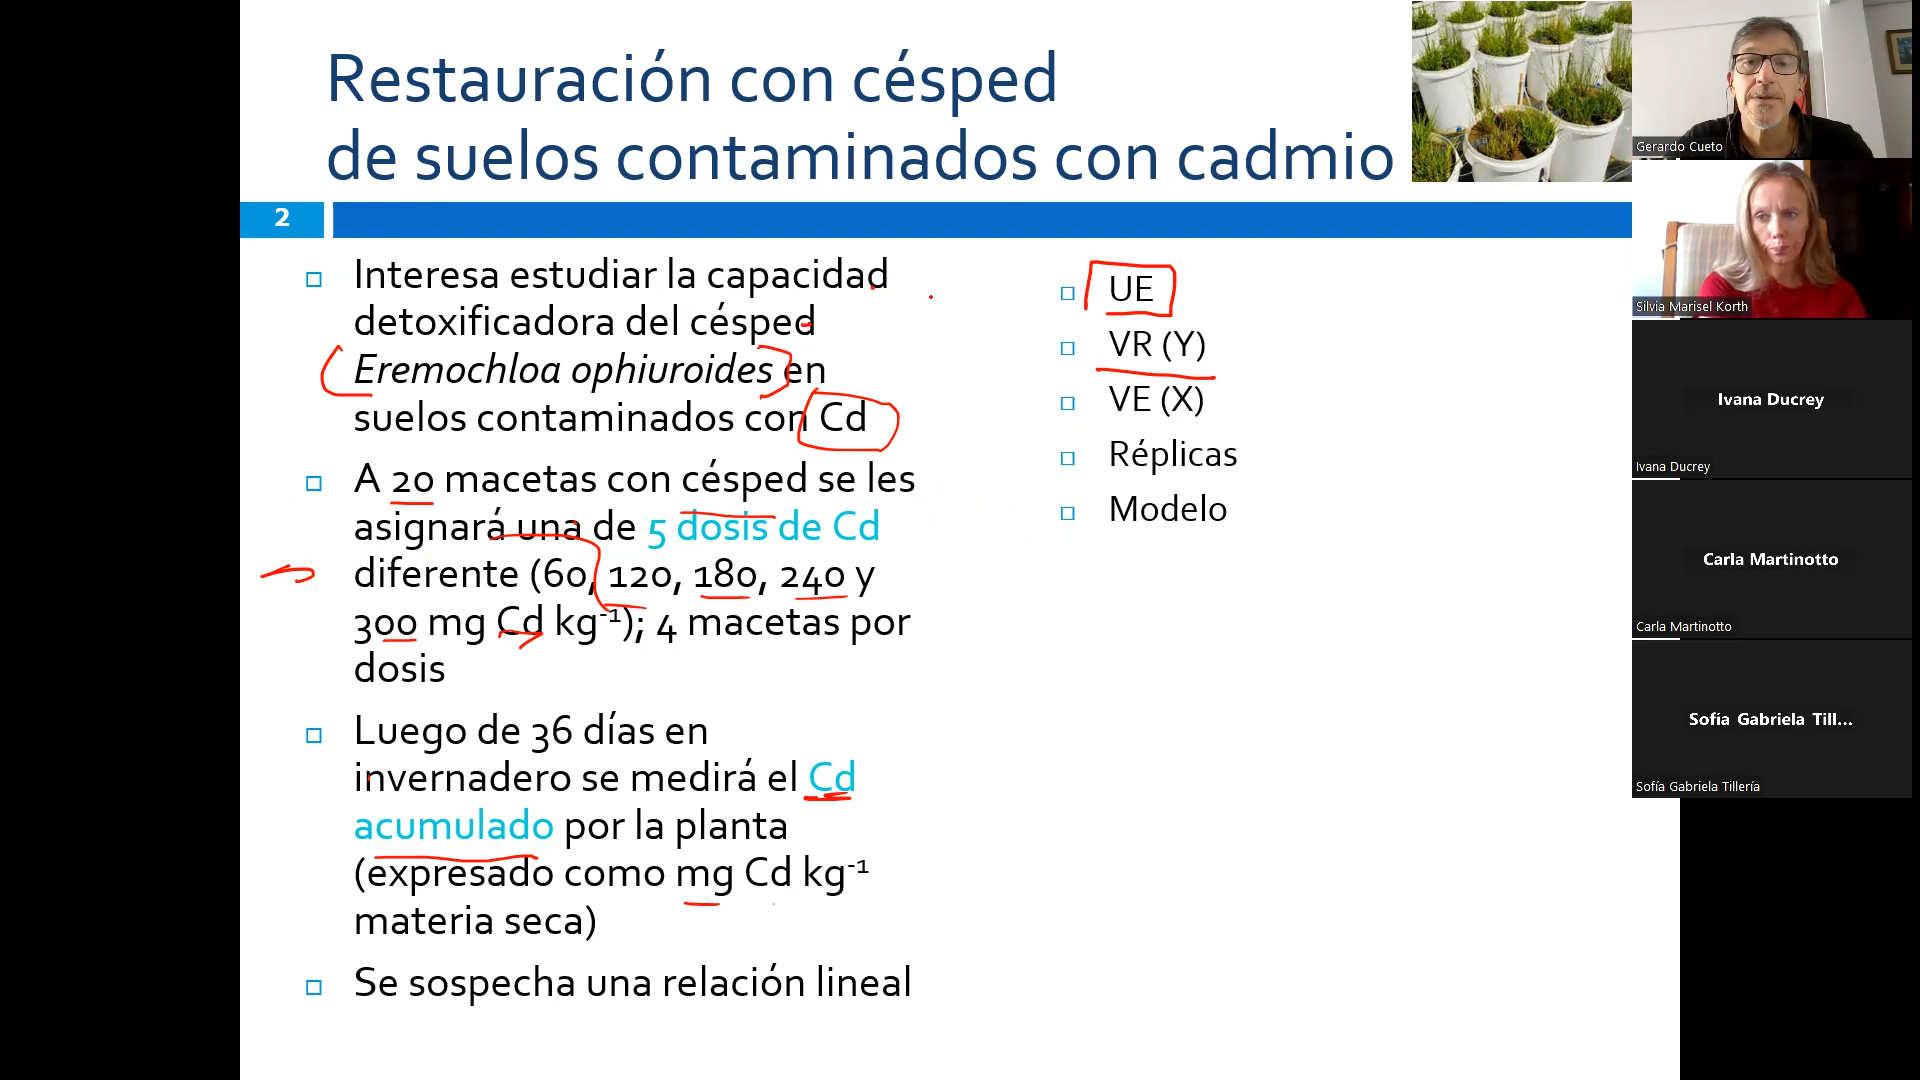 Restauración con césped
de suelos contaminados con cadmio
2
Interesa estudiar la capacidad
detoxificadora del césped
Eremochloa ophiuroides en
suelos contaminados con Cd
A 20 macetas con césped se les
asignará una de 5 dosis de Cd
diferente (60, 120, 180, 240 y
300 mg Cd kg⁻¹); 4 macetas por
dosis
Luego de 36 días en
invernadero se medirá el Cd
acumulado por la planta
(expresado como mg Cd kg⁻¹
materia seca)
Se sospecha una relación lineal
UE
VR (Y)
VE (X)
Réplicas
Modelo
Gerardo Cueto
Silvia Marisel Korth
Ivana Ducrey
Ivana Ducrey
Carla Martinotto
Carla Martinotto
Sofía Gabriela Till...
Sofía Gabriela Tillería